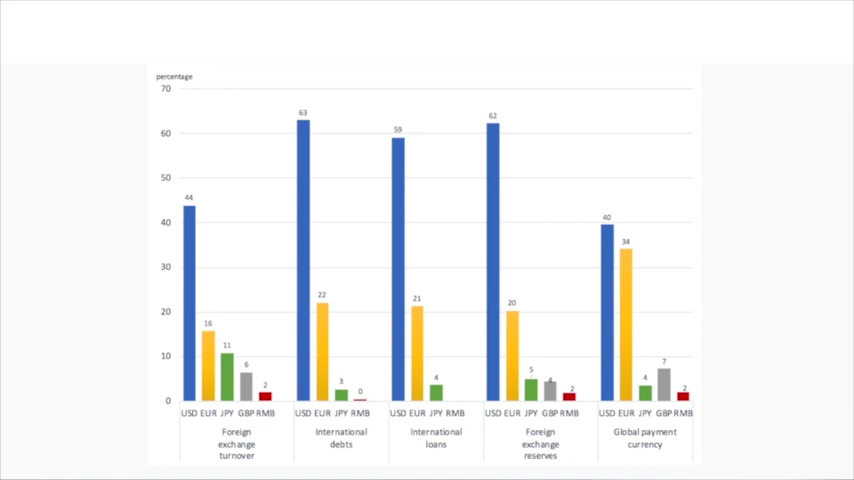 percentage
70
60
50
40
30
20
10
0
44
16
11
6
2
63
22
3
0
59
21
4
62
20
5
4
2
40
34
4
7
2
USD EUR JPY GBP RMB
USD EUR JPY RMB
USD EUR JPY RMB
USD EUR JPY GBP RMB
USD EUR JPY GBP RMB
Foreign
exchange
turnover
International
debts
International
loans
Foreign
exchange
reserves
Global payment
currency